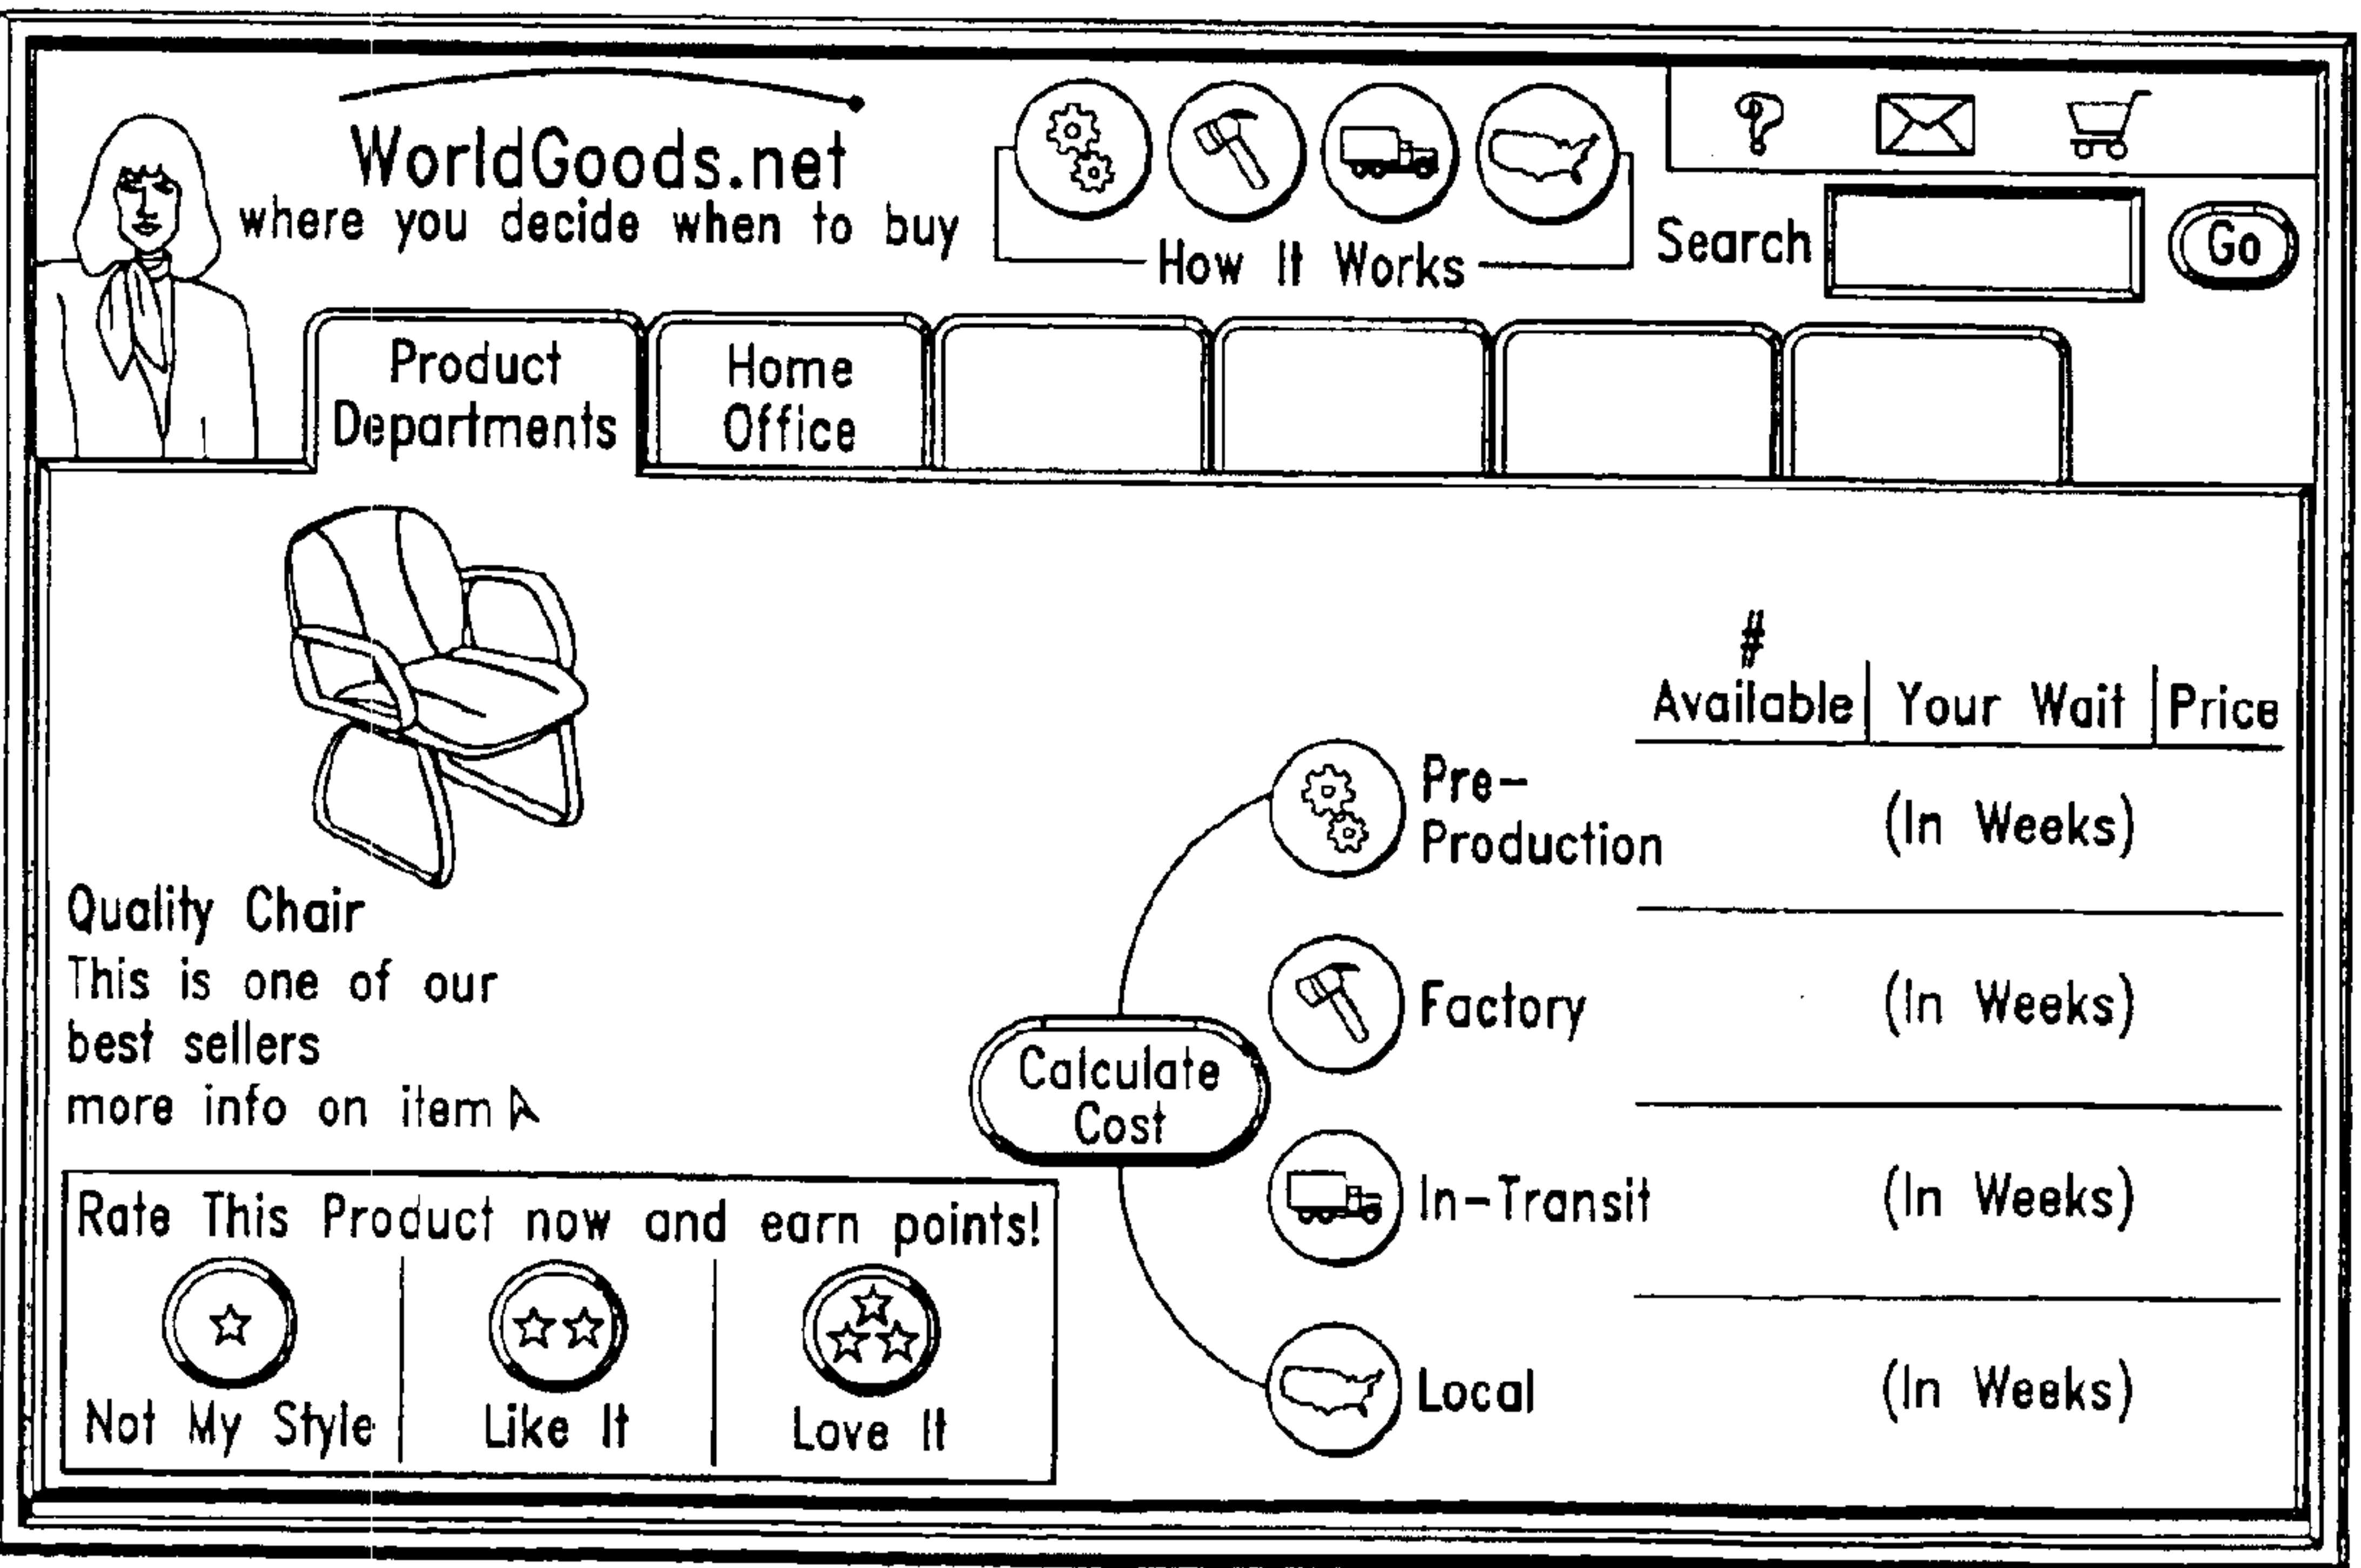 WorldGoods.net
where you decide when to buy
How It Works
?
Search
Go
Product
Departments
Home
Office
#
Available
Your Wait
Price
Pre-
Production
(In Weeks)
Factory
(In Weeks)
In-Transit
(In Weeks)
Local
(In Weeks)
Calculate
Cost
Quality Chair
This is one of our
best sellers
more info on item
Rate This Product now and earn points!
Not My Style
Like It
Love It